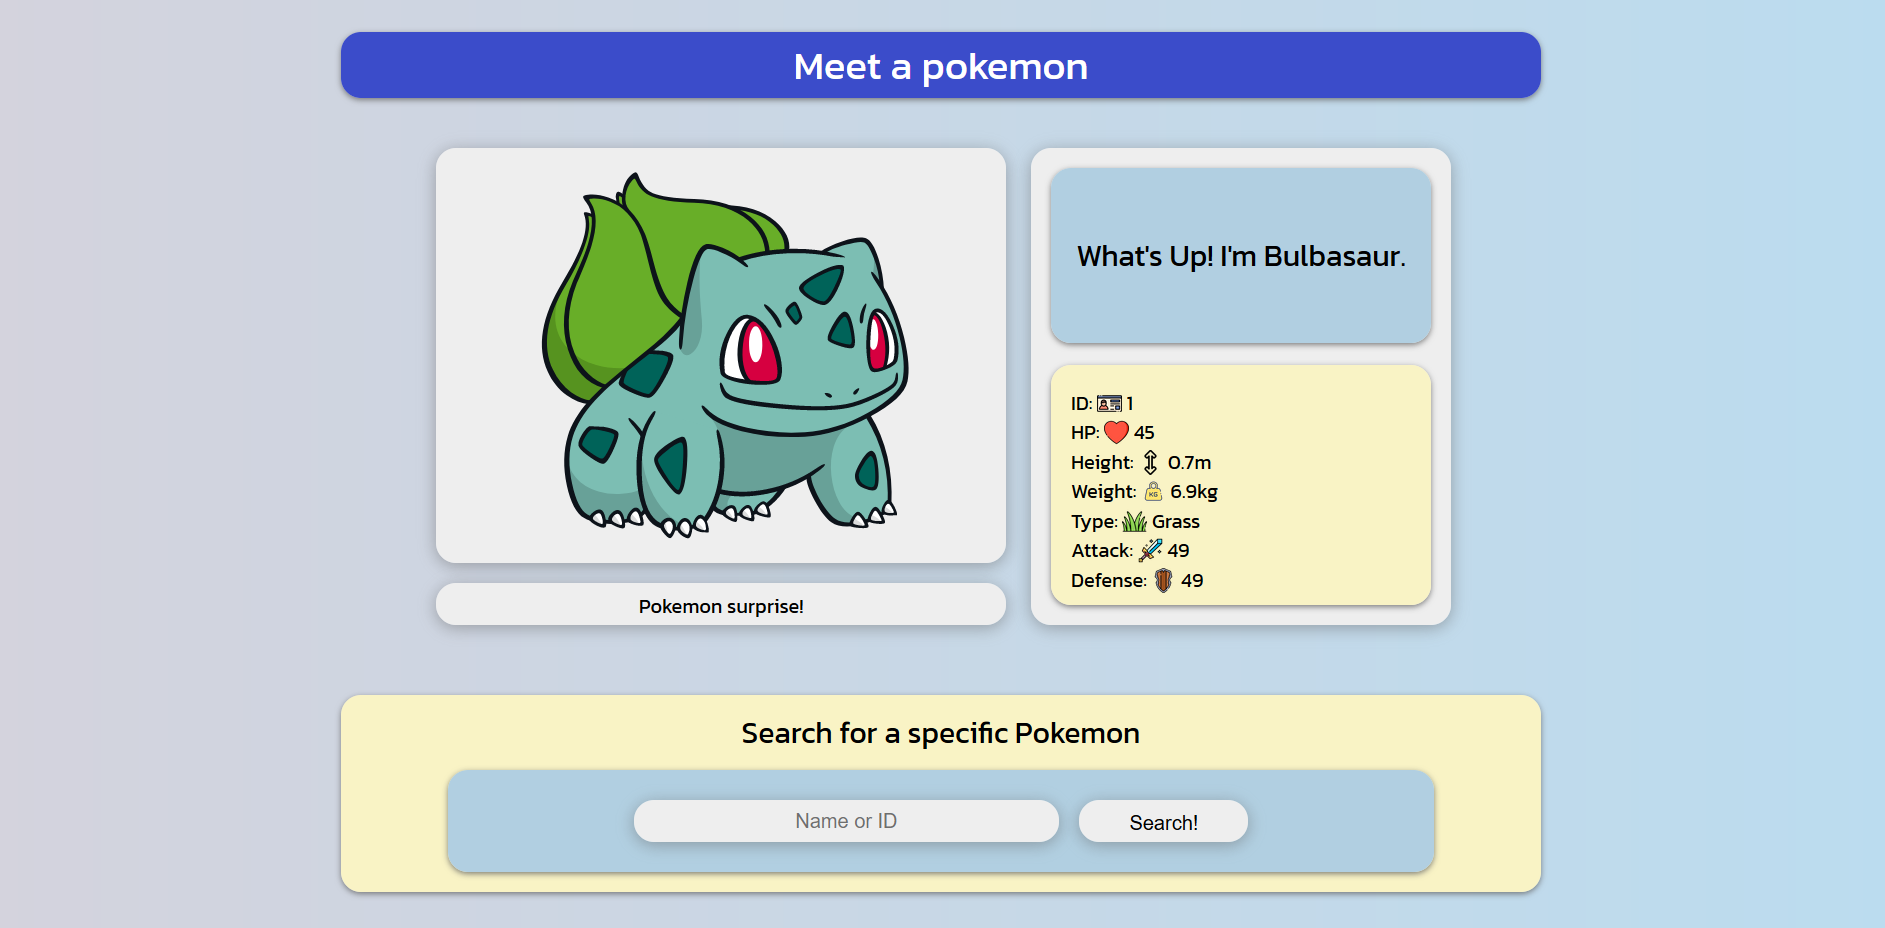 Meet a pokemon
What's Up! I'm Bulbasaur.
ID: 1
HP: 45
Height: 0.7m
Weight: KG 6.9kg
Type: Grass
Attack: 49
Defense: 49
Pokemon surprise!
Search for a specific Pokemon
Name or ID
Search!